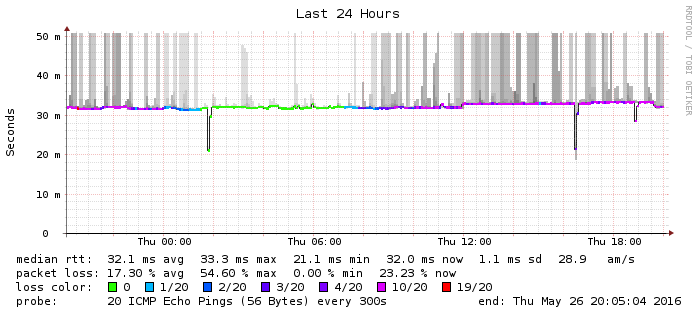 Last 24 Hours
RRDTOOL / TOBI OETIKER
Seconds
50 m
40 m
30 m
20 m
10 m
0
Thu 00:00 Thu 06:00 Thu 12:00 Thu 18:00
median rtt: 32.1 ms avg 33.3 ms max 21.1 ms min 32.0 ms now 1.1 ms sd 28.9 am/s
packet loss: 17.30 % avg 54.60 % max 0.00 % min 23.23 % now
loss color: 0 1/20 2/20 3/20 4/20 10/20 19/20
probe: 20 ICMP Echo Pings (56 Bytes) every 300s end: Thu May 26 20:05:04 2016